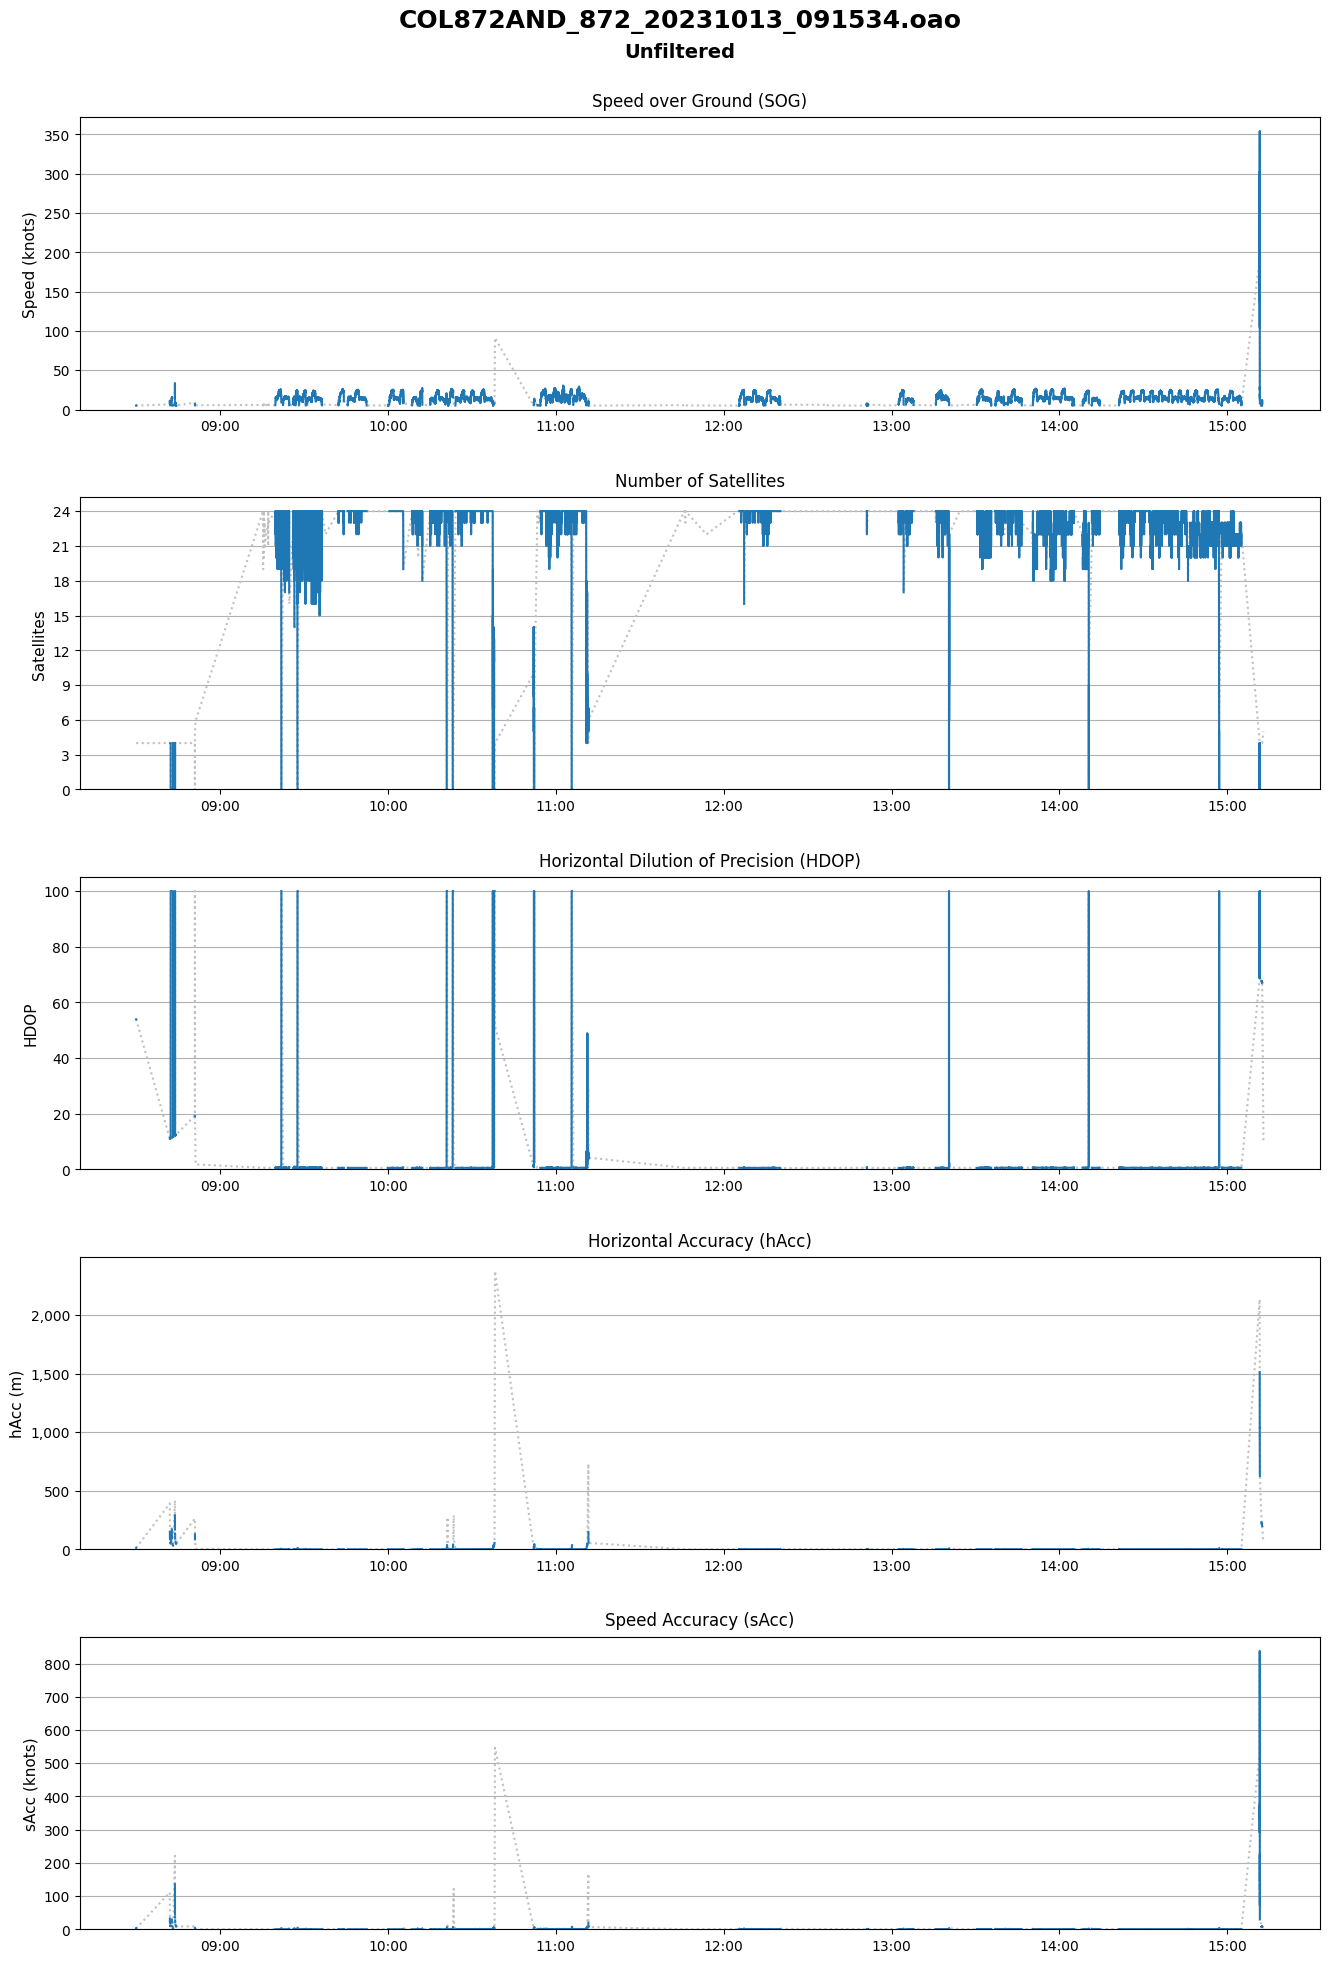 COL872AND_872_20231013_091534.oao
Unfiltered
Speed over Ground (SOG)
350
300
250
200
150
100
50
0
Speed (knots)
09:00 10:00 11:00 12:00 13:00 14:00 15:00
Number of Satellites
24
21
18
15
12
9
6
3
0
Satellites
09:00 10:00 11:00 12:00 13:00 14:00 15:00
Horizontal Dilution of Precision (HDOP)
100
80
60
40
20
0
HDOP
09:00 10:00 11:00 12:00 13:00 14:00 15:00
Horizontal Accuracy (hAcc)
2,000
1,500
1,000
500
0
hAcc (m)
09:00 10:00 11:00 12:00 13:00 14:00 15:00
Speed Accuracy (sAcc)
800
700
600
500
400
300
200
100
0
sAcc (knots)
09:00 10:00 11:00 12:00 13:00 14:00 15:00